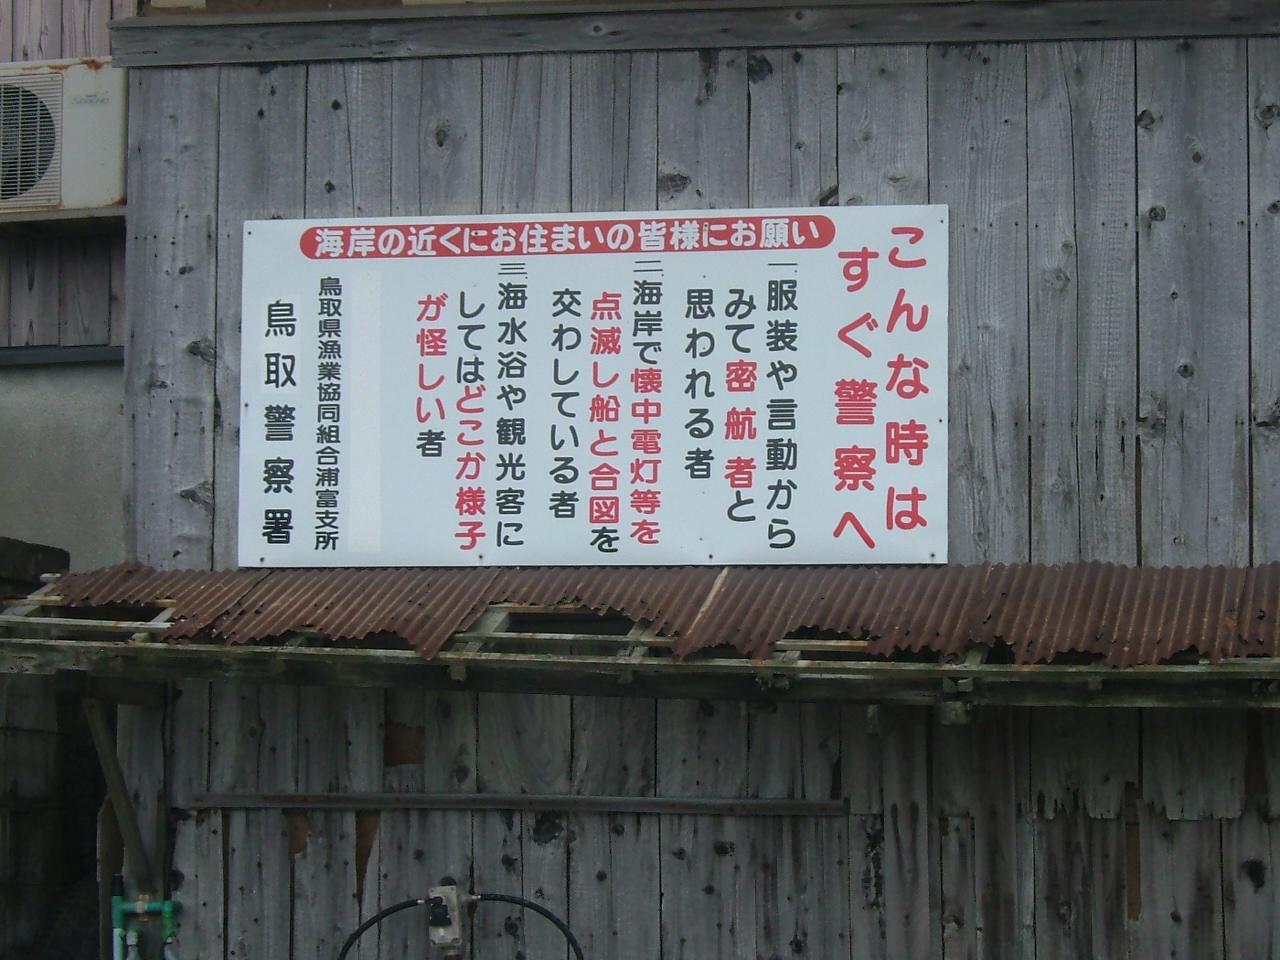 海岸の近くにお住まいの皆様にお願い
こんな時は
すぐ警察へ
一服装や言動から
みて密航者と
思われる者
二海岸で懐中電灯等を
点滅し船と合図を
交わしている者
三海水浴や観光客に
してはどこか様子
が怪しい者
鳥取県漁業協同組合浦富支所
鳥取警察署